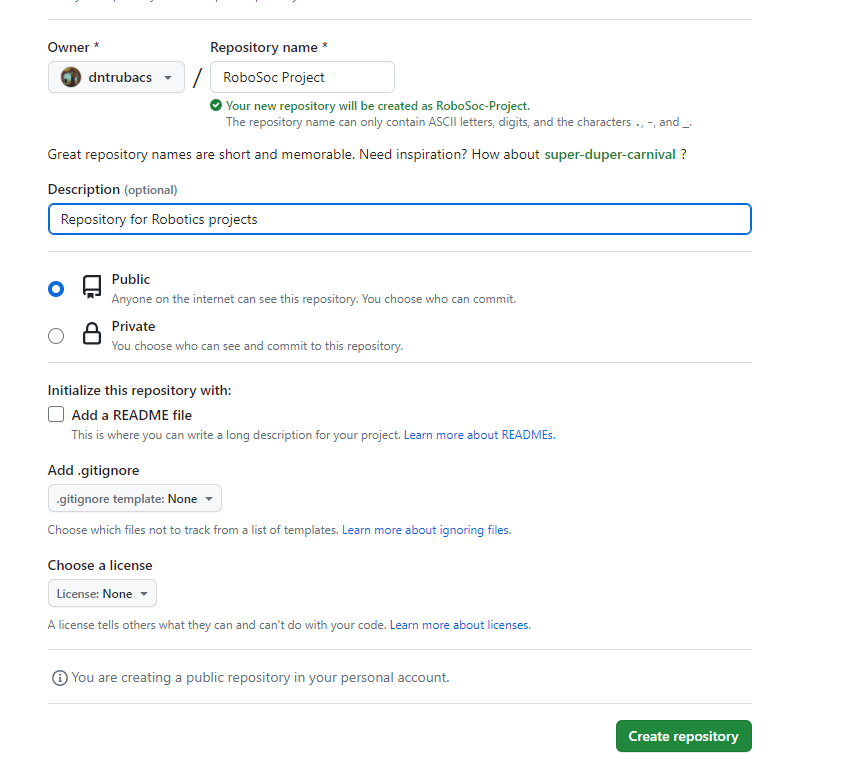 Owner *
Repository name *
dntrubacs
/
RoboSoc Project
Your new repository will be created as RoboSoc-Project.
The repository name can only contain ASCII letters, digits, and the characters ., -, and _.
Great repository names are short and memorable. Need inspiration? How about super-duper-carnival ?
Description (optional)
Repository for Robotics projects
Public
Anyone on the internet can see this repository. You choose who can commit.
Private
You choose who can see and commit to this repository.
Initialize this repository with:
Add a README file
This is where you can write a long description for your project. Learn more about READMEs.
Add .gitignore
.gitignore template: None
Choose which files not to track from a list of templates. Learn more about ignoring files.
Choose a license
License: None
A license tells others what they can and can't do with your code. Learn more about licenses.
You are creating a public repository in your personal account.
Create repository